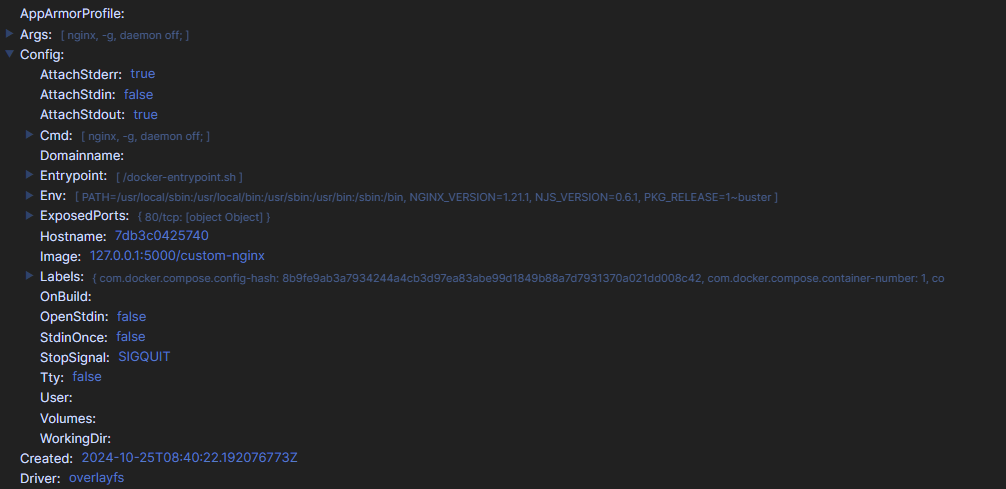 AppArmorProfile:
Args: [ nginx, -g, daemon off; ]
Config:
AttachStderr: true
AttachStdin: false
AttachStdout: true
Cmd: [ nginx, -g, daemon off; ]
Domainname:
Entrypoint: [ /docker-entrypoint.sh ]
Env: [ PATH=/usr/local/sbin:/usr/local/bin:/usr/sbin:/usr/bin:/sbin:/bin, NGINX_VERSION=1.21.1, NJS_VERSION=0.6.1, PKG_RELEASE=1~buster ]
ExposedPorts: { 80/tcp: [object Object] }
Hostname: 7db3c0425740
Image: 127.0.0.1:5000/custom-nginx
Labels: { com.docker.compose.config-hash: 8b9fe9ab3a7934244a4cb3d97ea83abe99d1849b88a7d7931370a021dd008c42, com.docker.compose.container-number: 1, co
OnBuild:
OpenStdin: false
StdinOnce: false
StopSignal: SIGQUIT
Tty: false
User:
Volumes:
WorkingDir:
Created: 2024-10-25T08:40:22.192076773Z
Driver: overlayfs